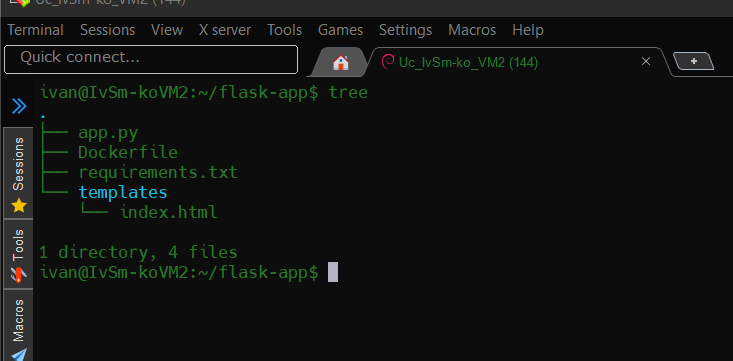 Uc_IvSm-ko_VM2 (144)
Terminal Sessions View X server Tools Games Settings Macros Help
Quick connect...
Uc_IvSm-ko_VM2 (144)
ivan@IvSm-koVM2:~/flask-app$ tree
.
├── app.py
├── Dockerfile
├── requirements.txt
└── templates
    └── index.html
1 directory, 4 files
ivan@IvSm-koVM2:~/flask-app$
Sessions
Tools
Macros